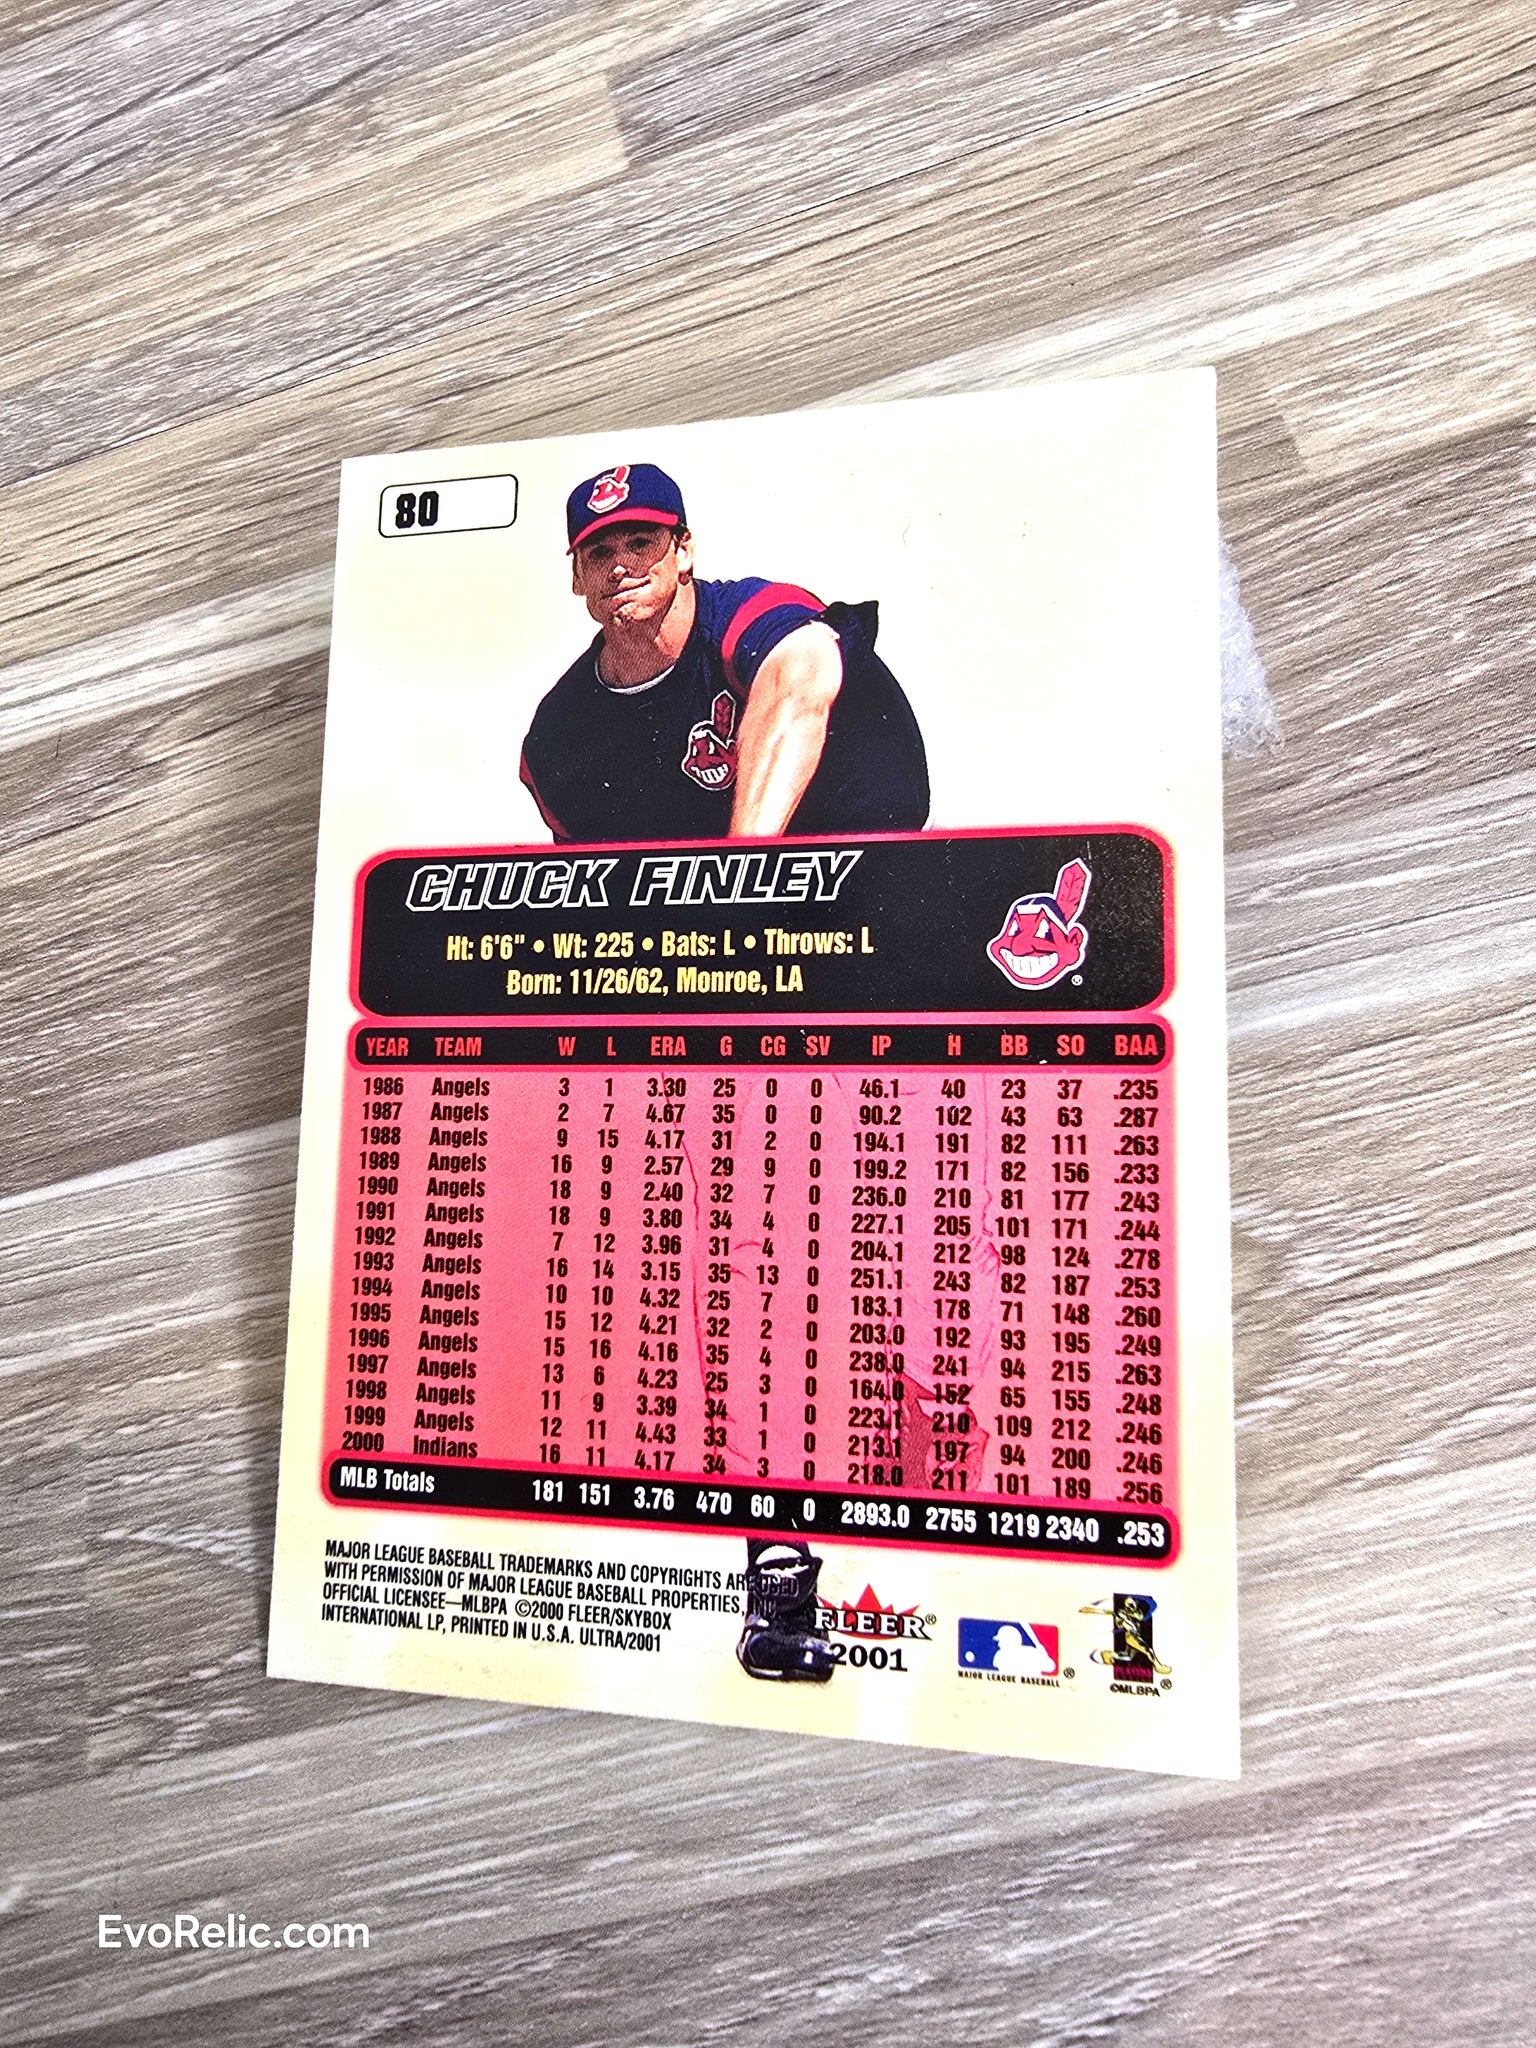 80
CHUCK FINLEY
Ht: 6'6" • Wt: 225 • Bats: L • Throws: L
Born: 11/26/62, Monroe, LA
YEAR TEAM W L ERA G CG SV IP H BB SO BAA
1986 Angels 3 1 3.30 25 0 0 46.1 40 23 37 .235
1987 Angels 2 7 4.67 35 0 0 90.2 102 43 63 .287
1988 Angels 9 15 4.17 31 2 0 194.1 191 82 111 .263
1989 Angels 16 9 2.57 29 9 0 199.2 171 82 156 .233
1990 Angels 18 9 2.40 32 7 0 236.0 210 81 177 .243
1991 Angels 18 9 3.80 34 4 0 227.1 205 101 171 .244
1992 Angels 7 12 3.96 31 4 0 204.1 212 98 124 .278
1993 Angels 16 14 3.15 35 13 0 251.1 243 82 187 .253
1994 Angels 10 10 4.32 25 7 0 183.1 178 71 148 .260
1995 Angels 15 12 4.21 32 2 0 203.0 192 93 195 .249
1996 Angels 15 16 4.16 35 4 0 238.0 241 94 215 .263
1997 Angels 13 6 4.23 25 3 0 164.0 152 65 155 .248
1998 Angels 11 9 3.39 34 1 0 223.1 210 109 212 .246
1999 Angels 12 11 4.43 33 1 0 213.1 197 94 200 .246
2000 Indians 16 11 4.17 34 3 0 218.0 211 101 189 .256
MLB Totals 181 151 3.76 470 60 0 2893.0 2755 1219 2340 .253
MAJOR LEAGUE BASEBALL TRADEMARKS AND COPYRIGHTS ARE USED
WITH PERMISSION OF MAJOR LEAGUE BASEBALL PROPERTIES, INC.
OFFICIAL LICENSEE—MLBPA ©2000 FLEER/SKYBOX
INTERNATIONAL LP, PRINTED IN U.S.A. ULTRA/2001
FLEER®
2001
MAJOR LEAGUE BASEBALL®
PLAYERS
©MLBPA®
EvoRelic.com